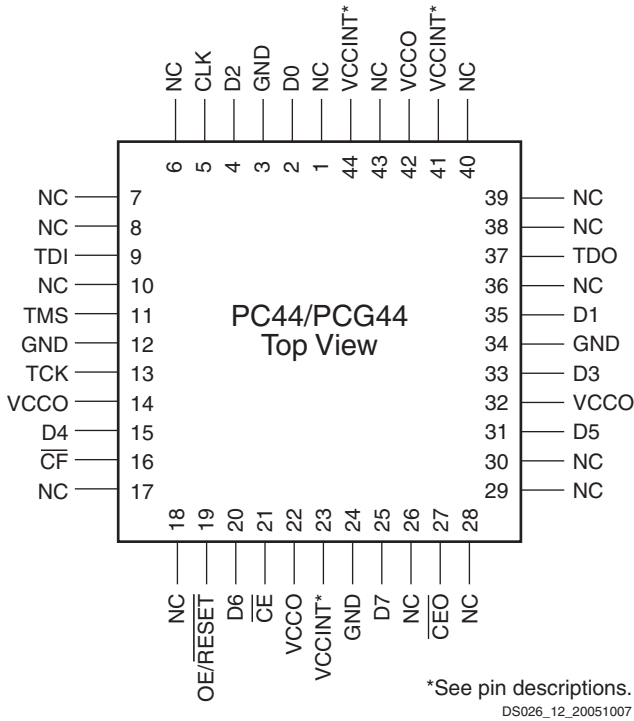 NC CLK D2 GND D0 NC VCCINT* NC VCCO VCCINT* NC
6 5 4 3 2 1 44 43 42 41 40
NC 7 39 NC
NC 8 38 NC
TDI 9 37 TDO
NC 10 36 NC
TMS 11 35 D1
GND 12 34 GND
TCK 13 33 D3
VCCO 14 32 VCCO
D4 15 31 D5
C̅F̅ 16 30 NC
NC 17 29 NC
PC44/PCG44
Top View
18 19 20 21 22 23 24 25 26 27 28
NC OE/R̅E̅S̅E̅T̅ D6 C̅E̅ VCCO VCCINT* GND D7 NC C̅E̅O̅ NC
*See pin descriptions.
DS026_12_20051007